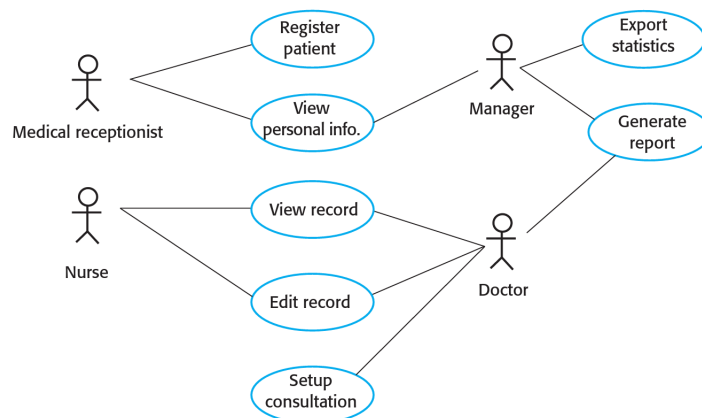 Register
patient
Export
statistics
Medical receptionist
View
personal info.
Manager
Generate
report
Nurse
View record
Doctor
Edit record
Setup
consultation